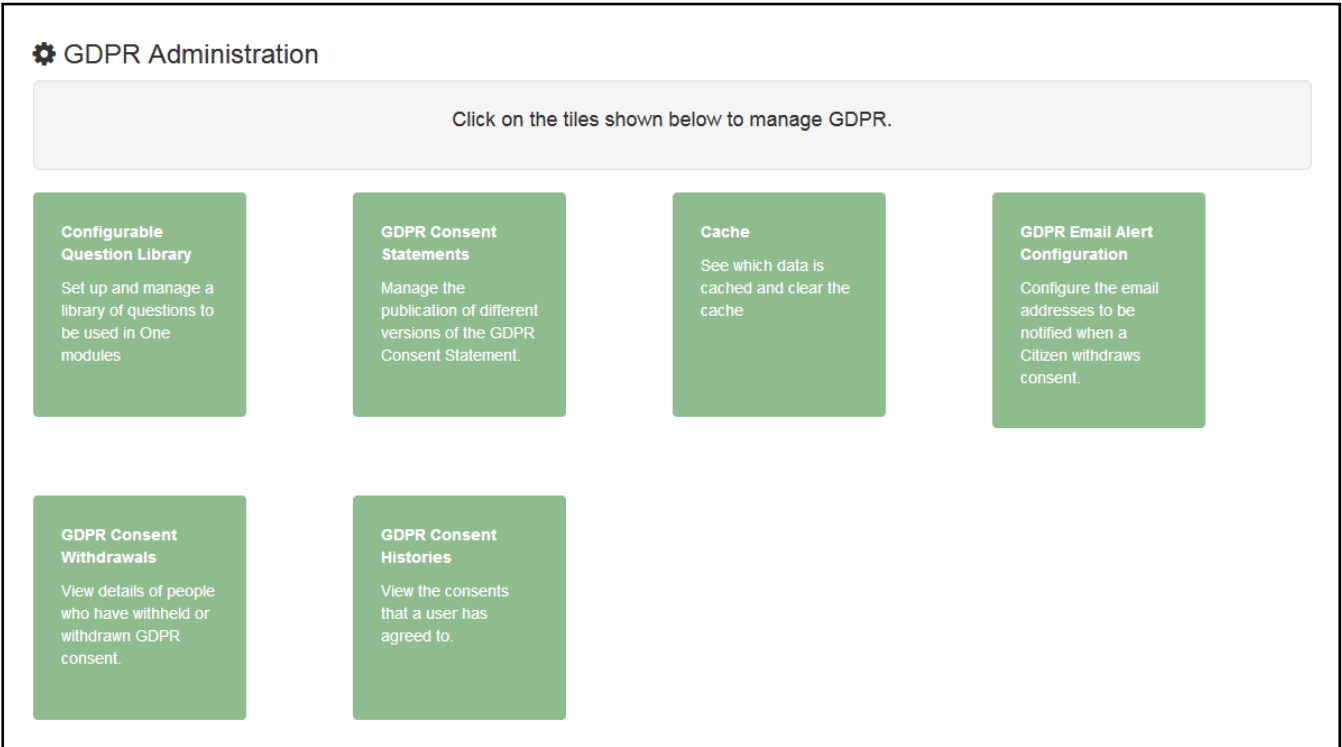 GDPR Administration
Click on the tiles shown below to manage GDPR.
Configurable
Question Library
Set up and manage a
library of questions to
be used in One
modules
GDPR Consent
Statements
Manage the
publication of different
versions of the GDPR
Consent Statement.
Cache
See which data is
cached and clear the
cache
GDPR Email Alert
Configuration
Configure the email
addresses to be
notified when a
Citizen withdraws
consent.
GDPR Consent
Withdrawals
View details of people
who have withheld or
withdrawn GDPR
consent.
GDPR Consent
Histories
View the consents
that a user has
agreed to.